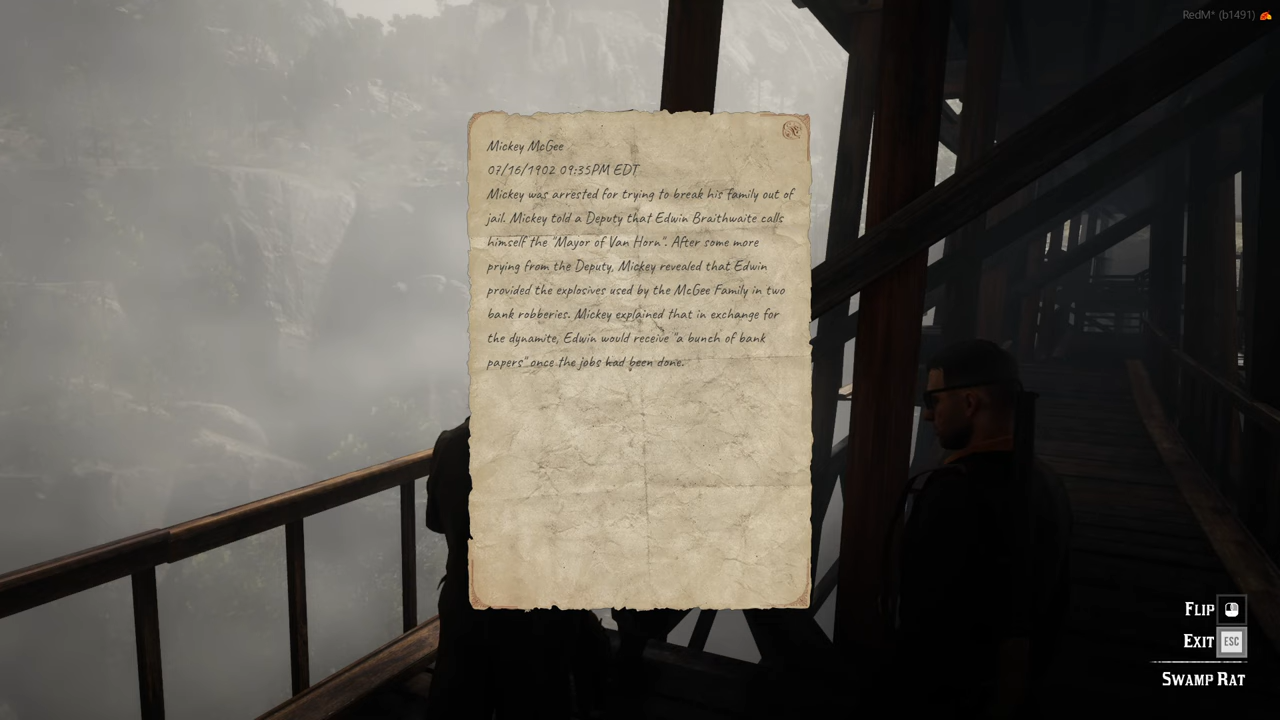 RedM* (b1491)
Mickey McGee
07/16/1902 09:35PM EDT
Mickey was arrested for trying to break his family out of
jail. Mickey told a Deputy that Edwin Braithwaite calls
himself the "Mayor of Van Horn". After some more
prying from the Deputy, Mickey revealed that Edwin
provided the explosives used by the McGee Family in two
bank robberies. Mickey explained that in exchange for
the dynamite, Edwin would receive "a bunch of bank
papers" once the jobs had been done.
FLIP
EXIT ESC
SWAMP RAT